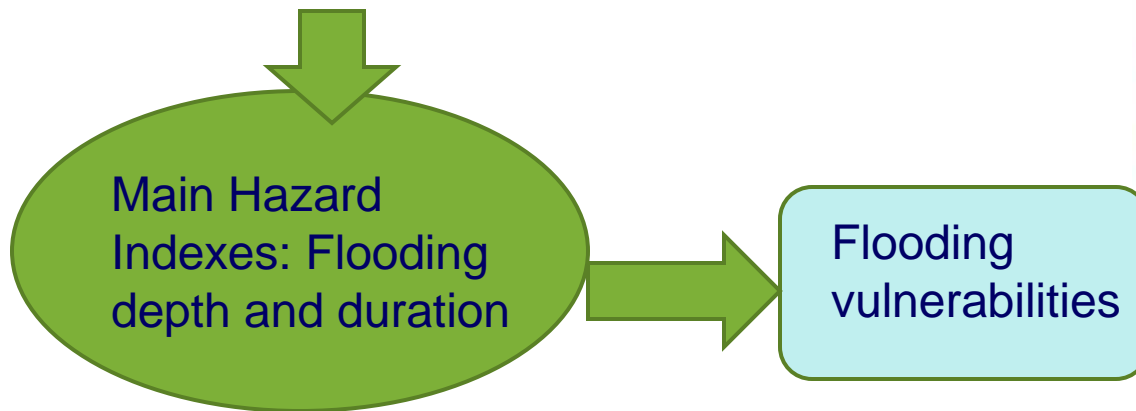 Main Hazard
Indexes: Flooding
depth and duration
Flooding
vulnerabilities